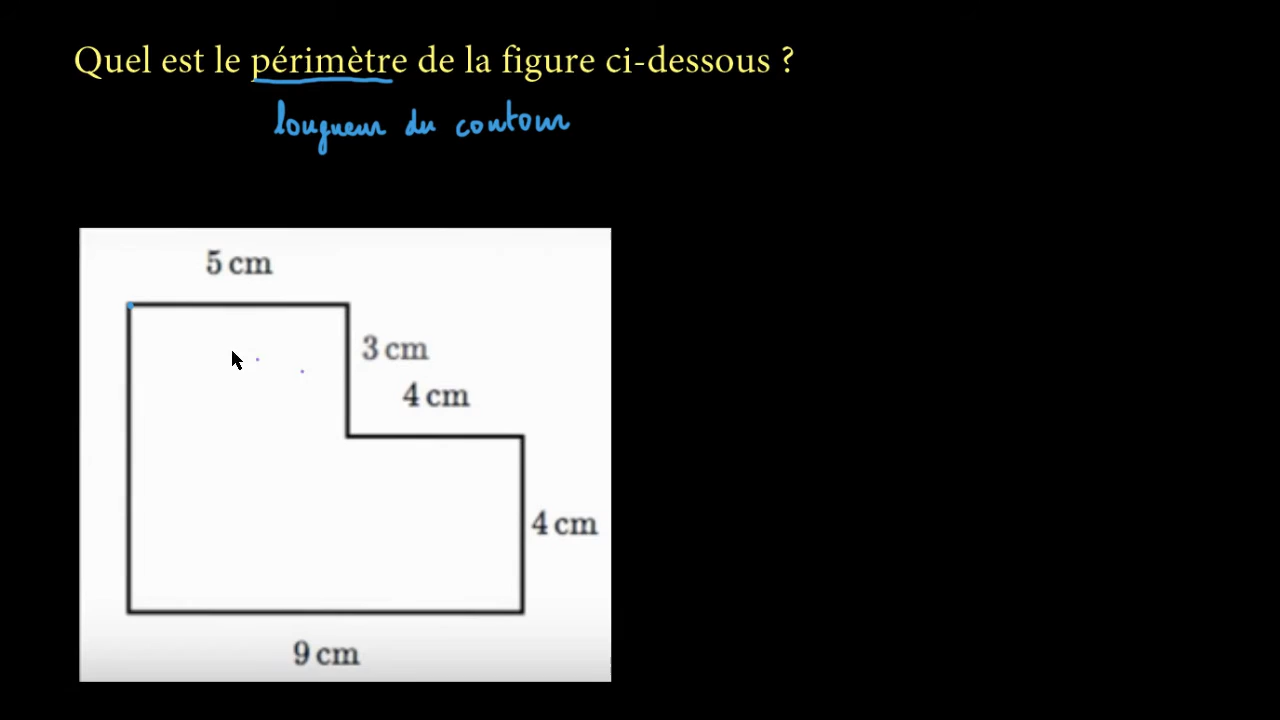 Quel est le périmètre de la figure ci-dessous ?
longueur du contour
5 cm
3 cm
4 cm
4 cm
9 cm